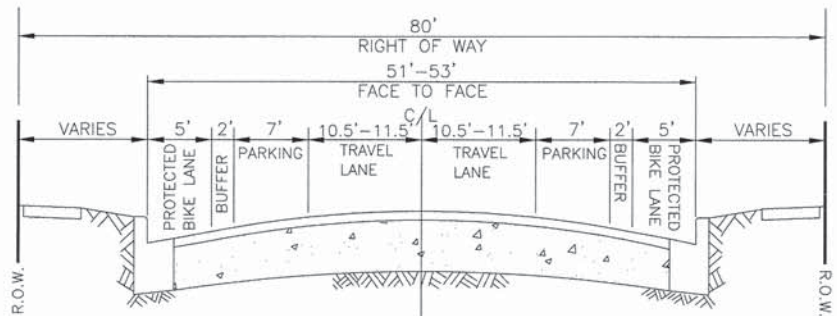 80'
RIGHT OF WAY
51'-53'
FACE TO FACE
C/L
VARIES
5'
2'
7'
10.5'-11.5'
10.5'-11.5'
7'
2'
5'
VARIES
PROTECTED
BIKE LANE
BUFFER
PARKING
TRAVEL
LANE
TRAVEL
LANE
PARKING
BUFFER
PROTECTED
BIKE LANE
R.O.W.
R.O.W.